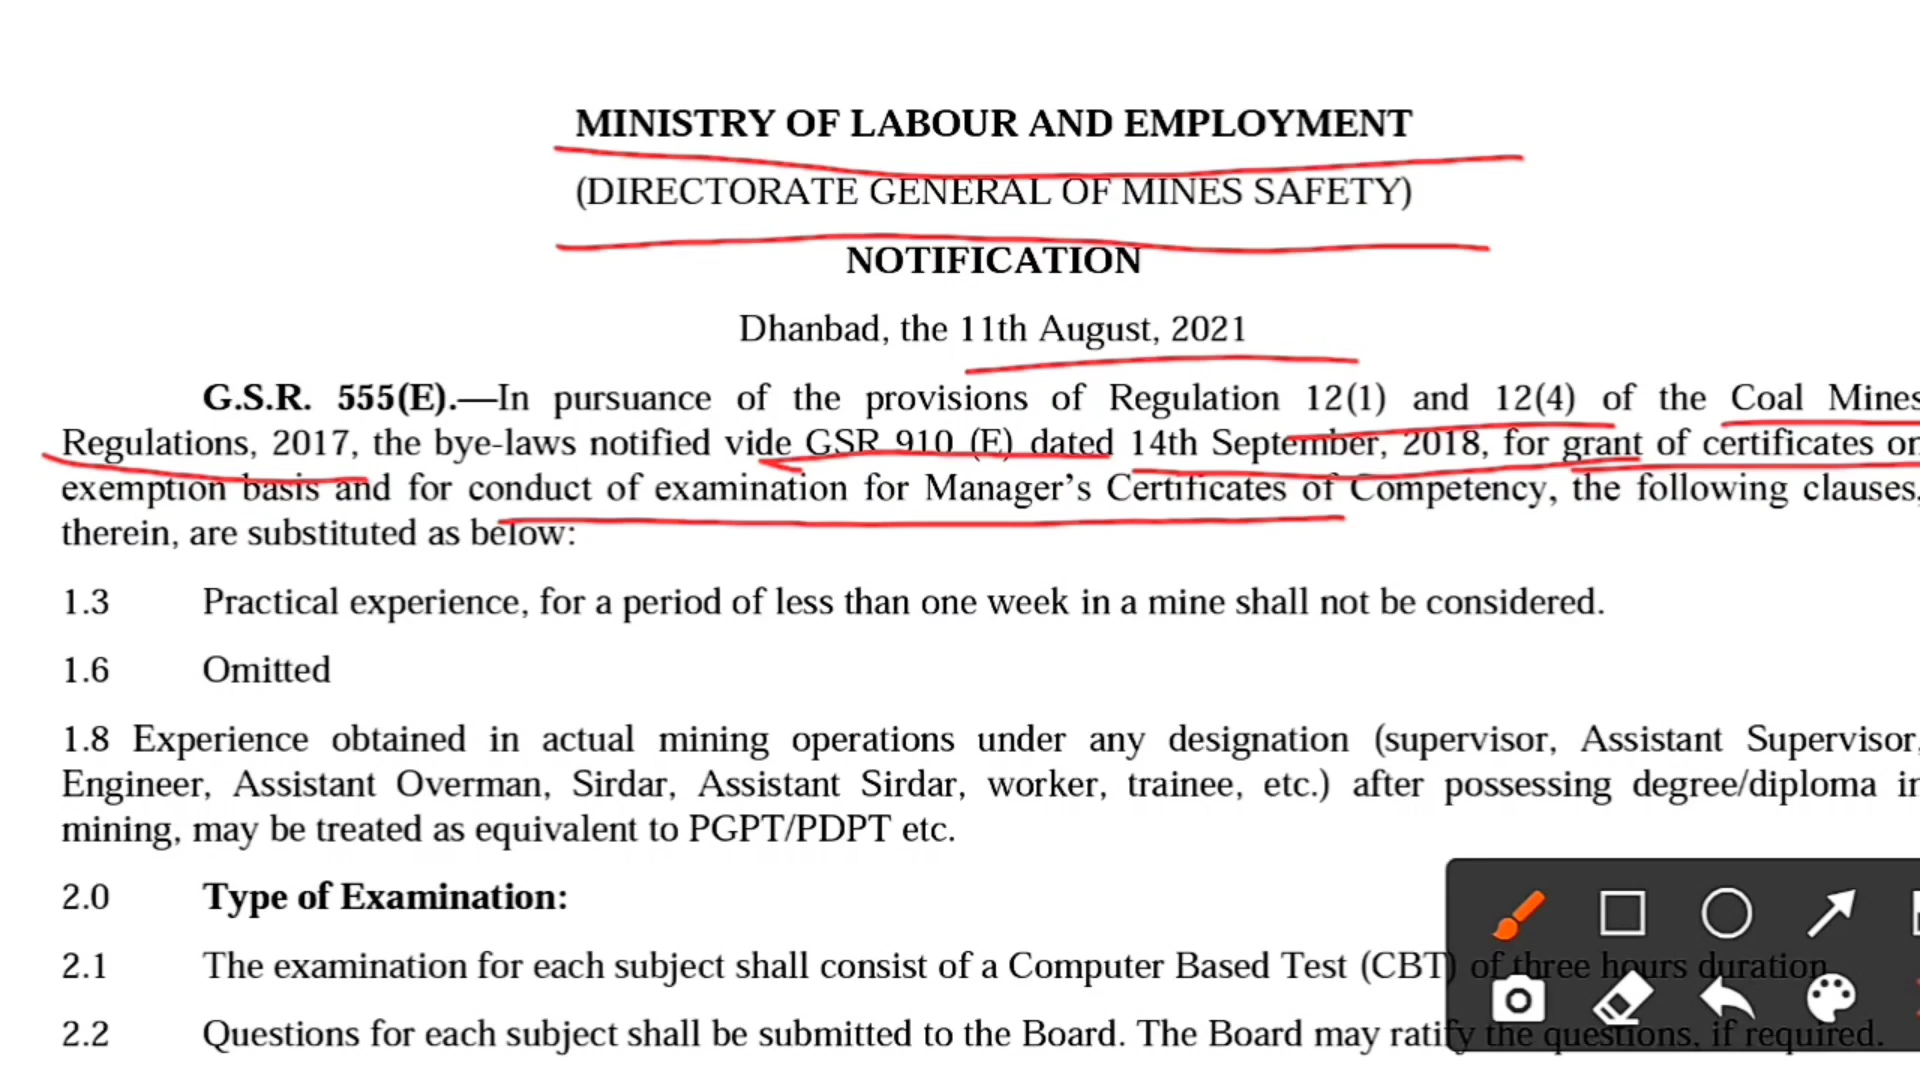 MINISTRY OF LABOUR AND EMPLOYMENT
(DIRECTORATE GENERAL OF MINES SAFETY)
NOTIFICATION
Dhanbad, the 11th August, 2021
G.S.R. 555(E).—In pursuance of the provisions of Regulation 12(1) and 12(4) of the Coal Mines
Regulations, 2017, the bye-laws notified vide GSR 910 (E) dated 14th September, 2018, for grant of certificates on
exemption basis and for conduct of examination for Manager's Certificates of Competency, the following clauses,
therein, are substituted as below:
1.3 Practical experience, for a period of less than one week in a mine shall not be considered.
1.6 Omitted
1.8 Experience obtained in actual mining operations under any designation (supervisor, Assistant Supervisor,
Engineer, Assistant Overman, Sirdar, Assistant Sirdar, worker, trainee, etc.) after possessing degree/diploma in
mining, may be treated as equivalent to PGPT/PDPT etc.
2.0 Type of Examination:
2.1 The examination for each subject shall consist of a Computer Based Test (CBT) of three hours duration.
2.2 Questions for each subject shall be submitted to the Board. The Board may ratify the questions, if required.